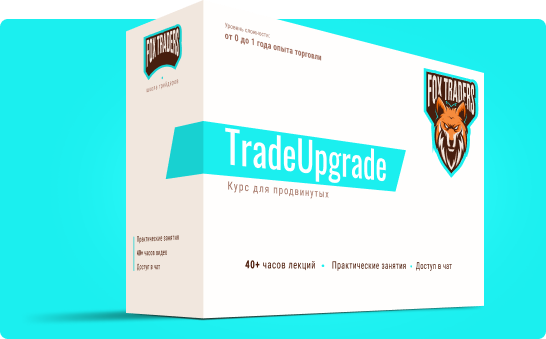 FOX TRADERS
школа трейдеров
Практические занятия
40+ часов видео
Доступ в чат
Уровень сложности:
от 0 до 1 года опыта торговли
FOX TRADERS
TradeUpgrade
Курс для продвинутых
40+ часов лекций • Практические занятия • Доступ в чат